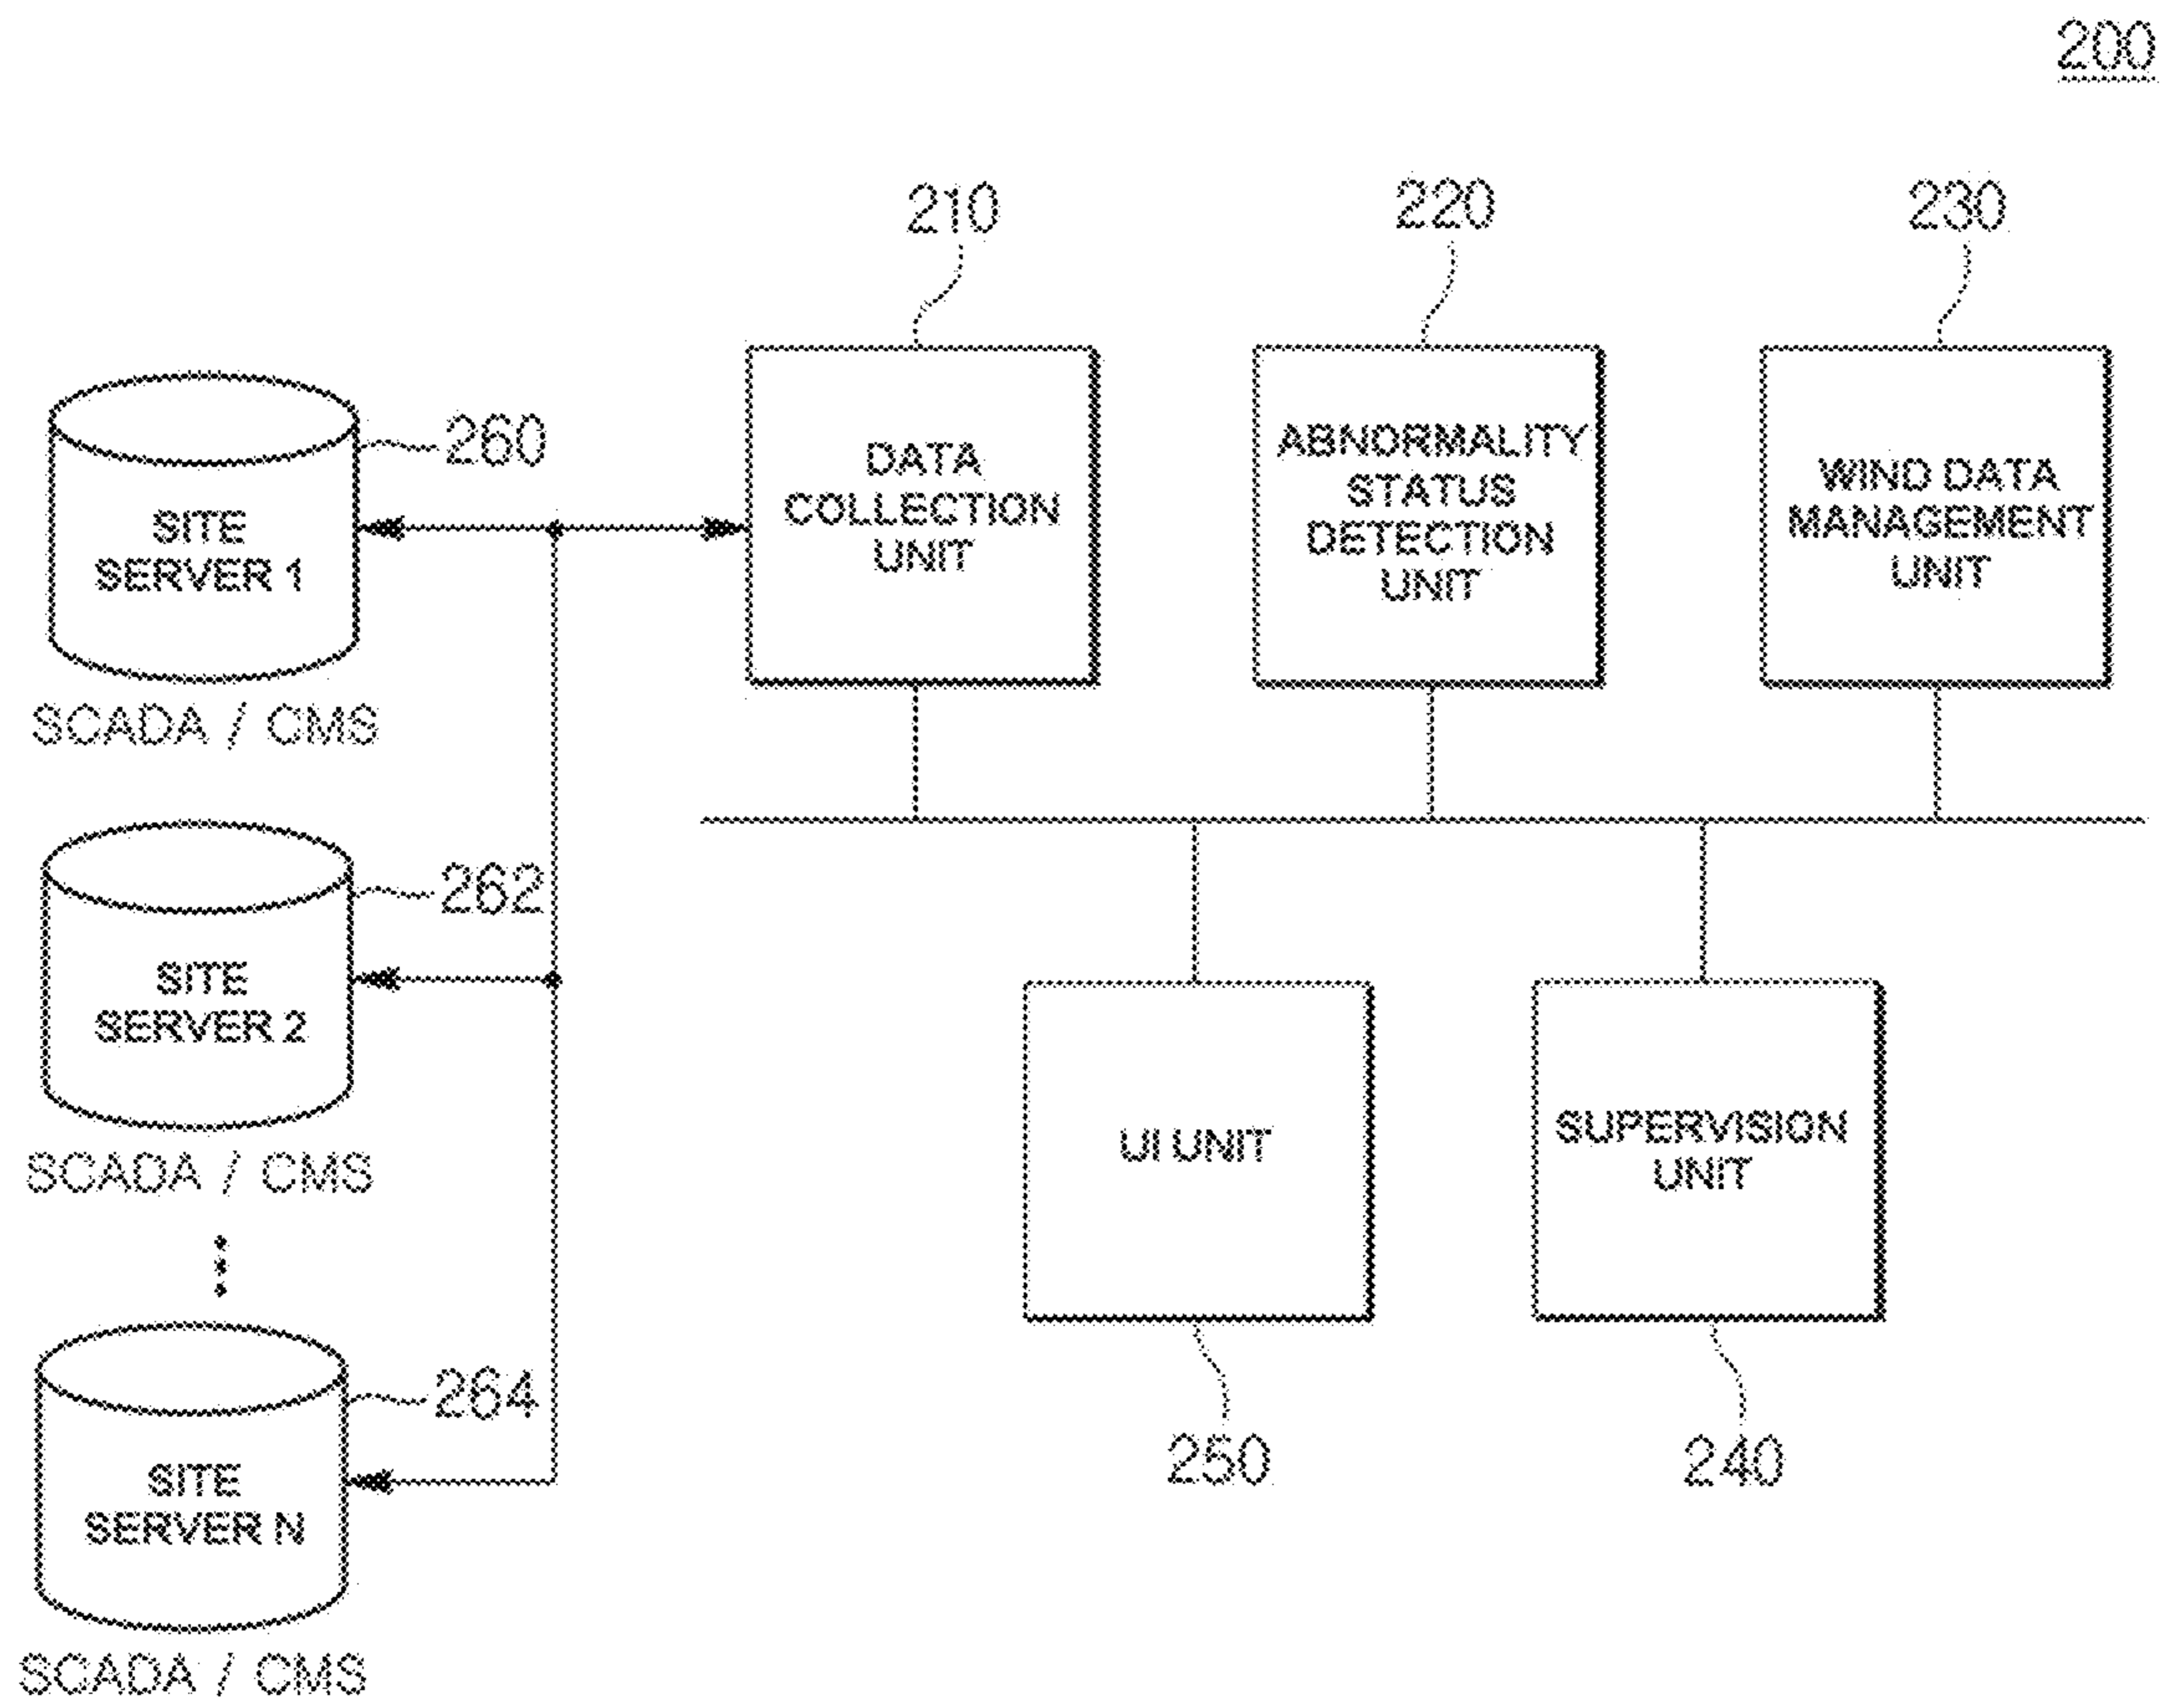 200
210
220
230
260
SITE
SERVER 1
SCADA / CMS
DATA
COLLECTION
UNIT
ABNORMALITY
STATUS
DETECTION
UNIT
WIND DATA
MANAGEMENT
UNIT
262
SITE
SERVER 2
SCADA / CMS
UI UNIT
SUPERVISION
UNIT
264
SITE
SERVER N
SCADA / CMS
250
240